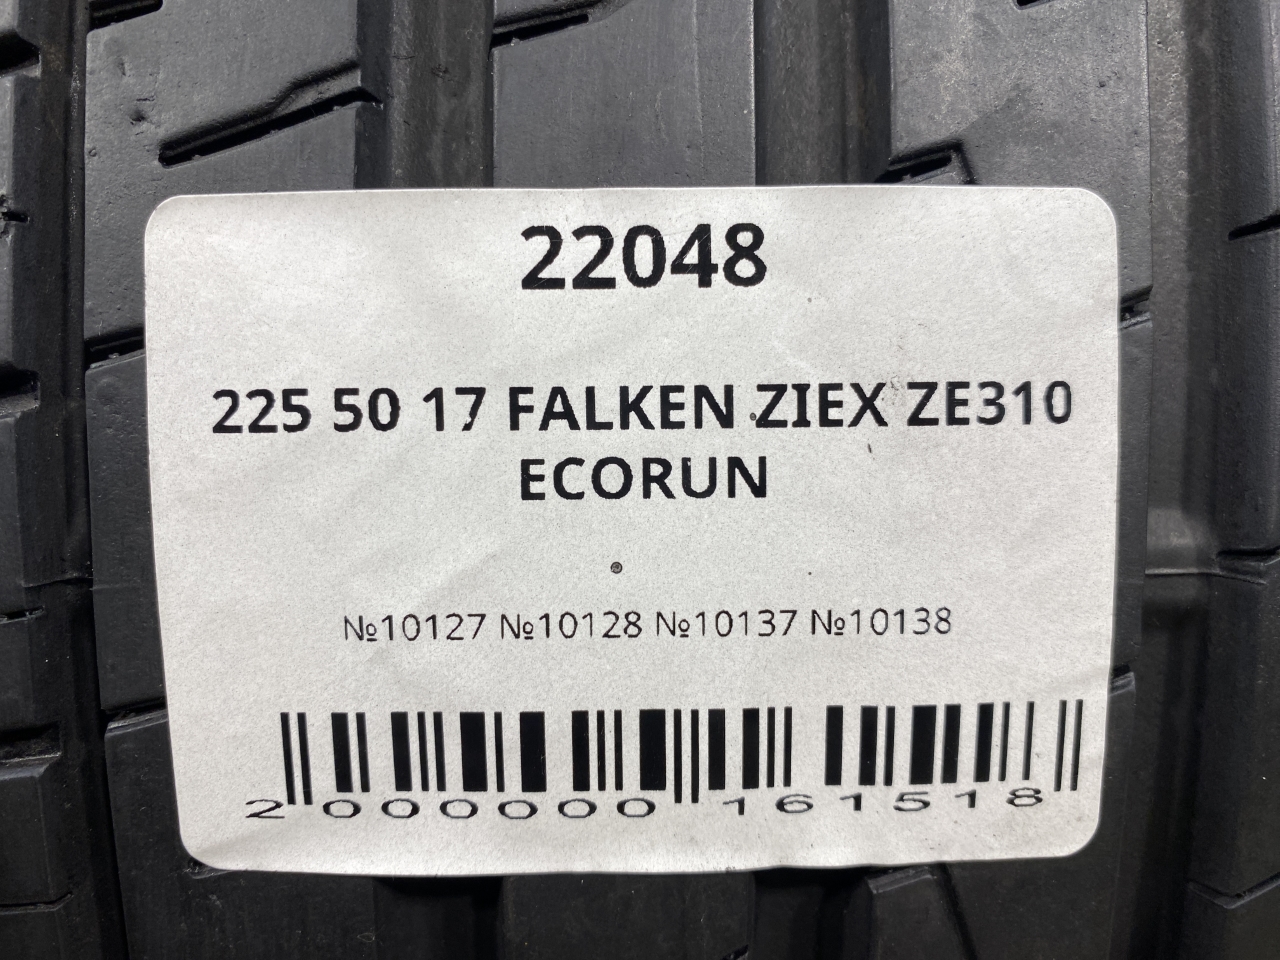 22048
225 50 17 FALKEN ZIEX ZE310
ECORUN
№10127 №10128 №10137 №10138
2 000000 161518